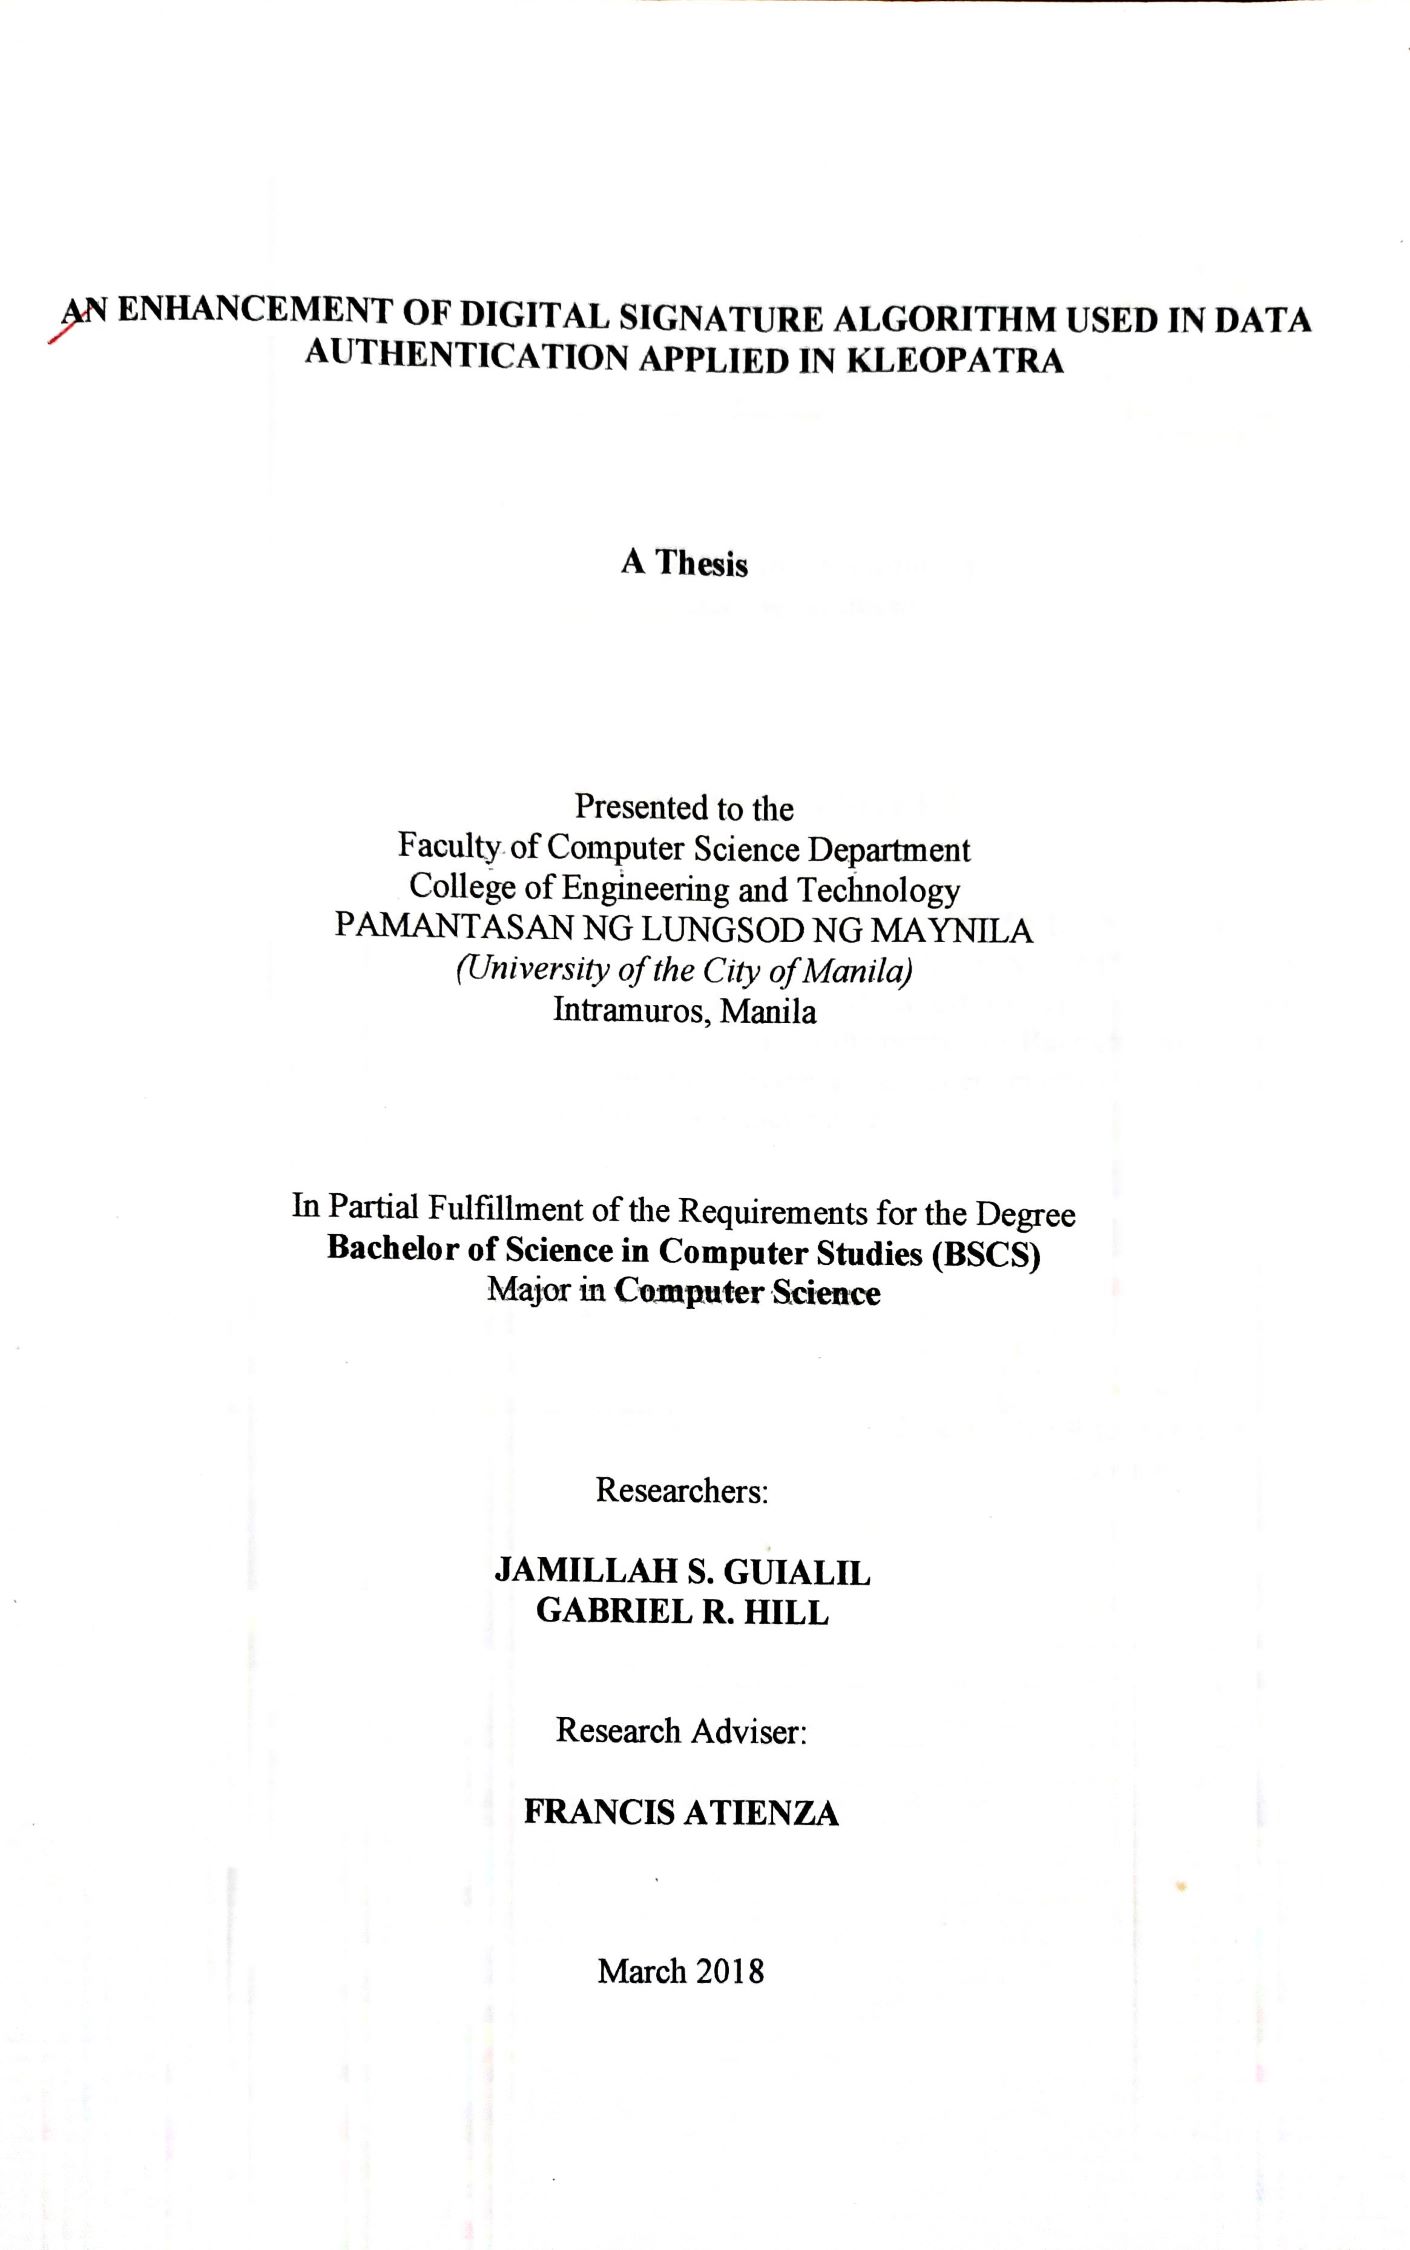 AN ENHANCEMENT OF DIGITAL SIGNATURE ALGORITHM USED IN DATA
AUTHENTICATION APPLIED IN KLEOPATRA
A Thesis
Presented to the
Faculty of Computer Science Department
College of Engineering and Technology
PAMANTASAN NG LUNGSOD NG MAYNILA
(University of the City of Manila)
Intramuros, Manila
In Partial Fulfillment of the Requirements for the Degree
Bachelor of Science in Computer Studies (BSCS)
Major in Computer Science
Researchers:
JAMILLAH S. GUIALIL
GABRIEL R. HILL
Research Adviser:
FRANCIS ATIENZA
March 2018